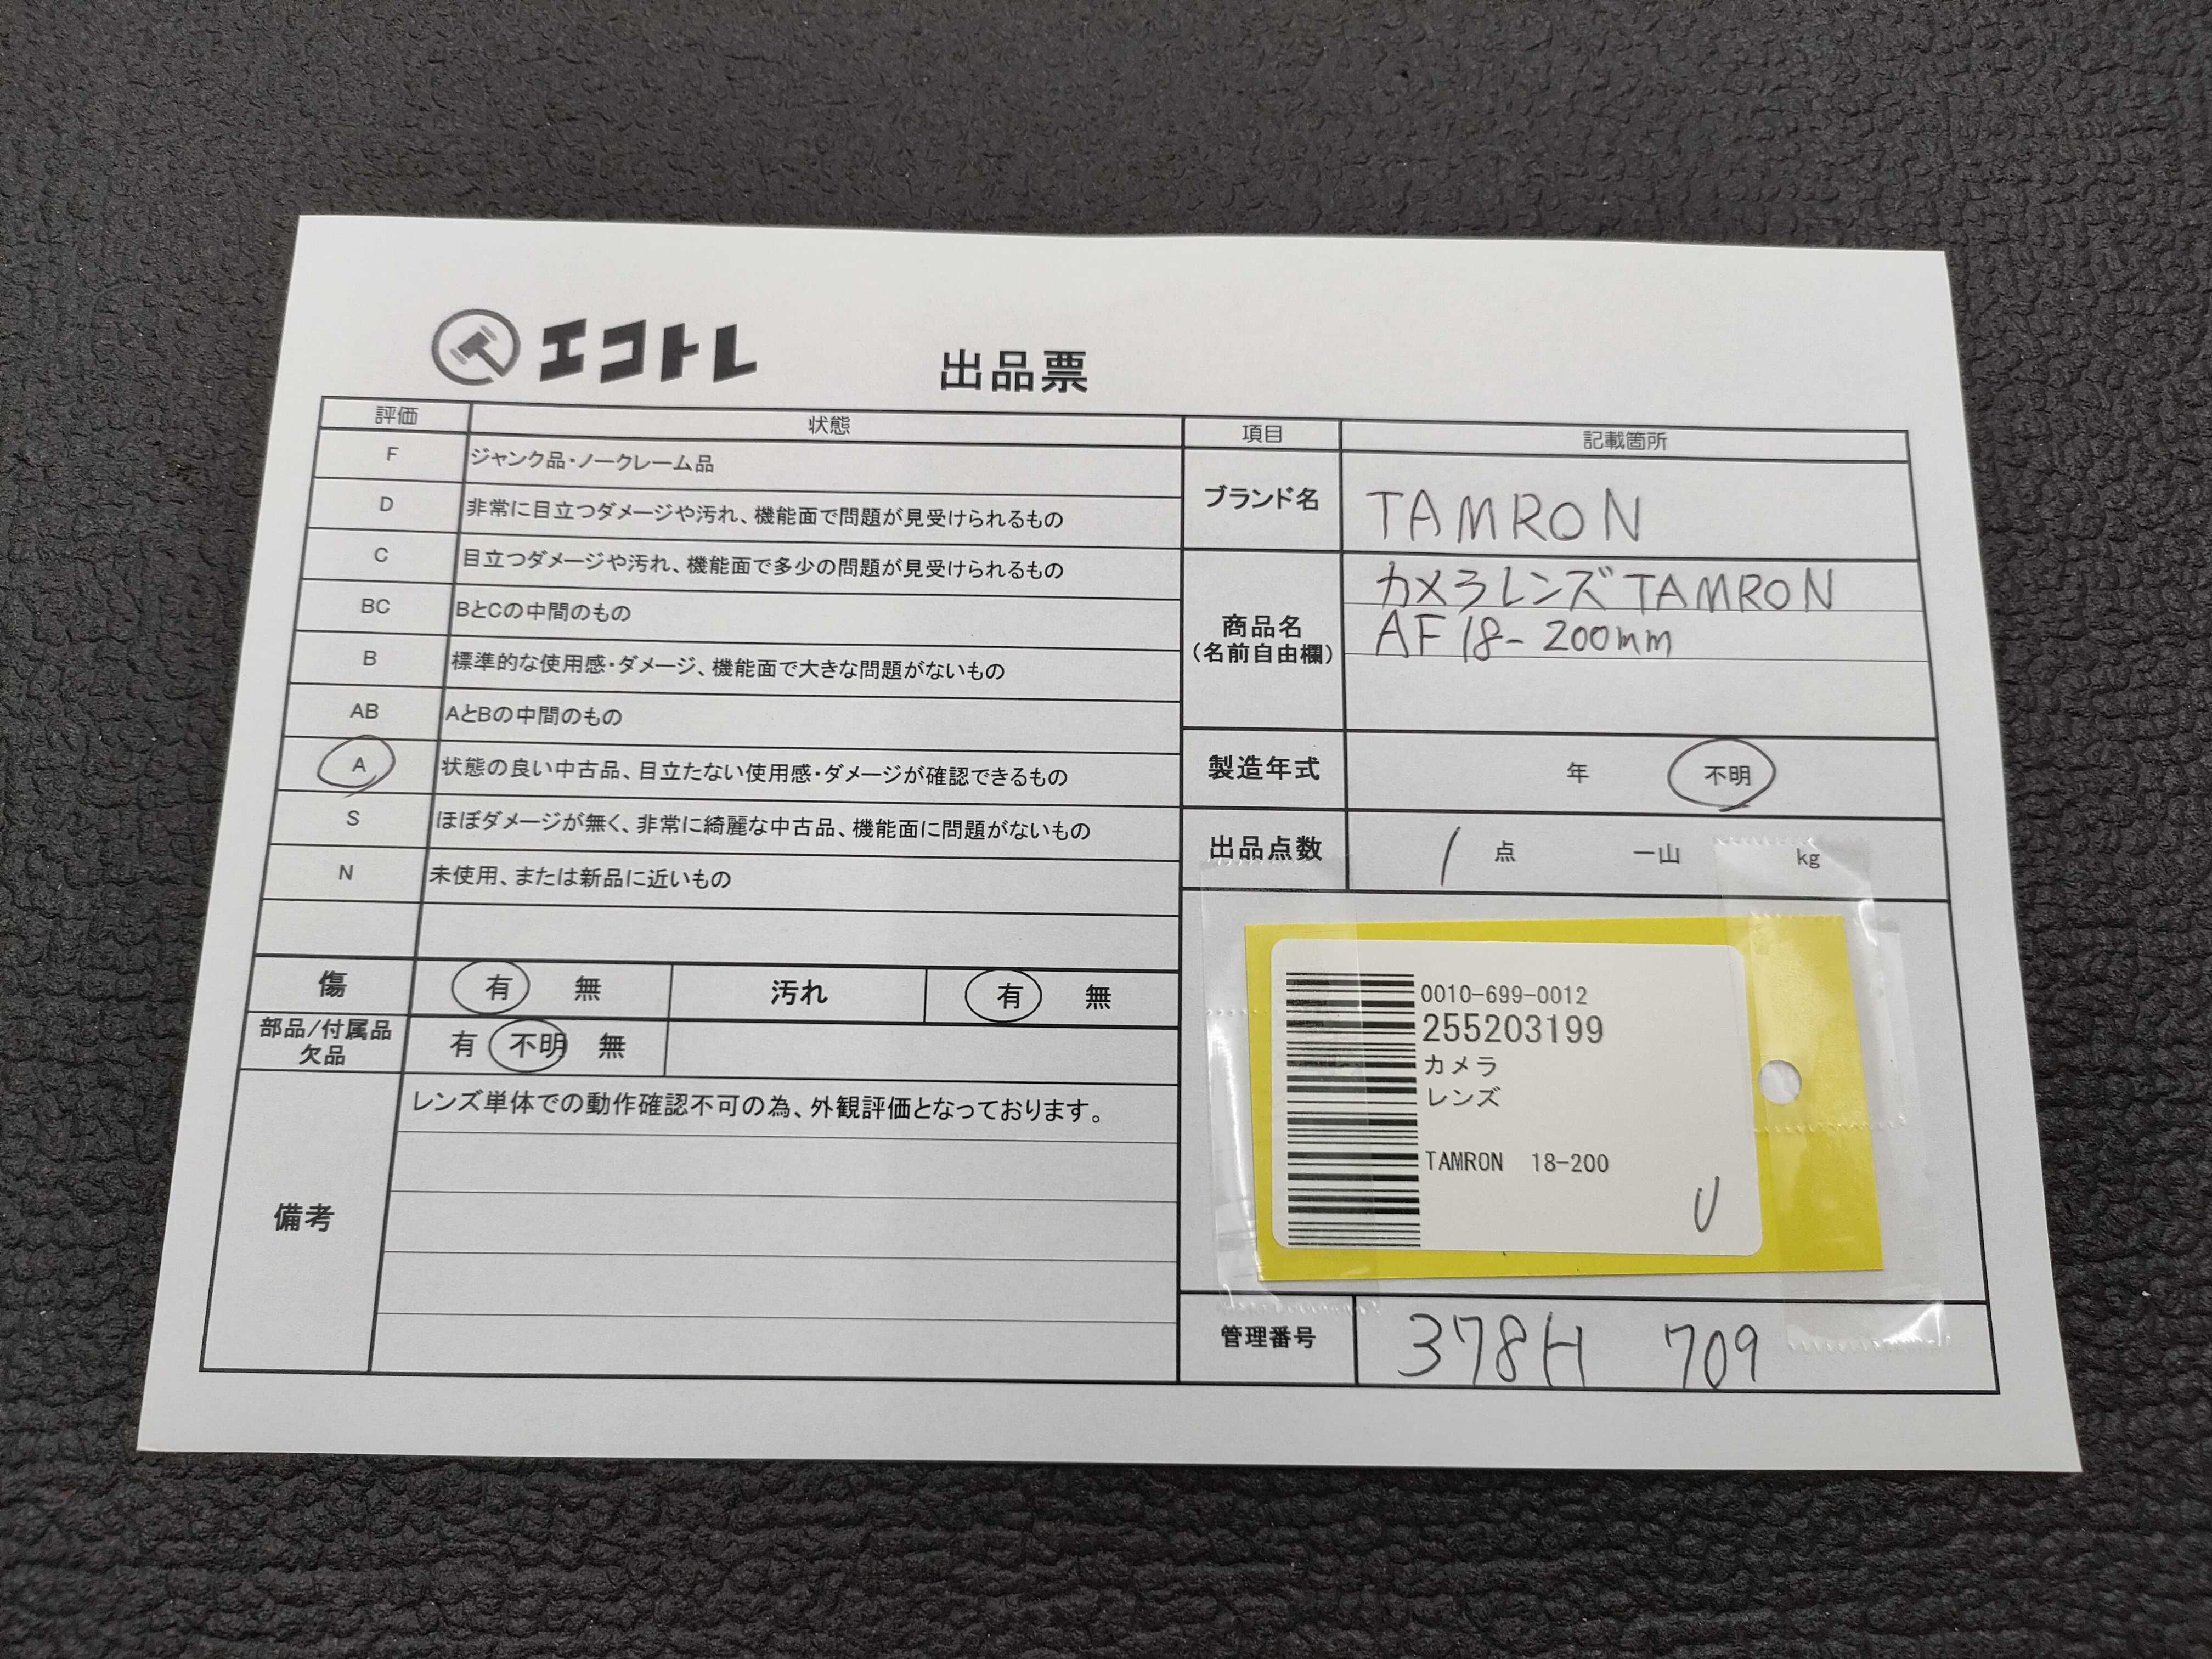 エコトレ
出品票
評価 状態
F ジャンク品・ノークレーム品
D 非常に目立つダメージや汚れ、機能面で問題が見受けられるもの
C 目立つダメージや汚れ、機能面で多少の問題が見受けられるもの
BC BとCの中間のもの
B 標準的な使用感・ダメージ、機能面で大きな問題がないもの
AB AとBの中間のもの
A 状態の良い中古品、目立たない使用感・ダメージが確認できるもの
S ほぼダメージが無く、非常に綺麗な中古品、機能面に問題がないもの
N 未使用、または新品に近いもの
傷 有 無 汚れ 有 無
部品/付属品
欠品
有 不明 無
備考
レンズ単体での動作確認不可の為、外観評価となっております。
項目 記載箇所
ブランド名 TAMRON
商品名
(名前自由欄)
カメラレンズ TAMRON
AF 18-200mm
製造年式 年 不明
出品点数 1 点 一山 kg
0010-699-0012
255203199
カメラ
レンズ
TAMRON 18-200
U
管理番号 378H 709